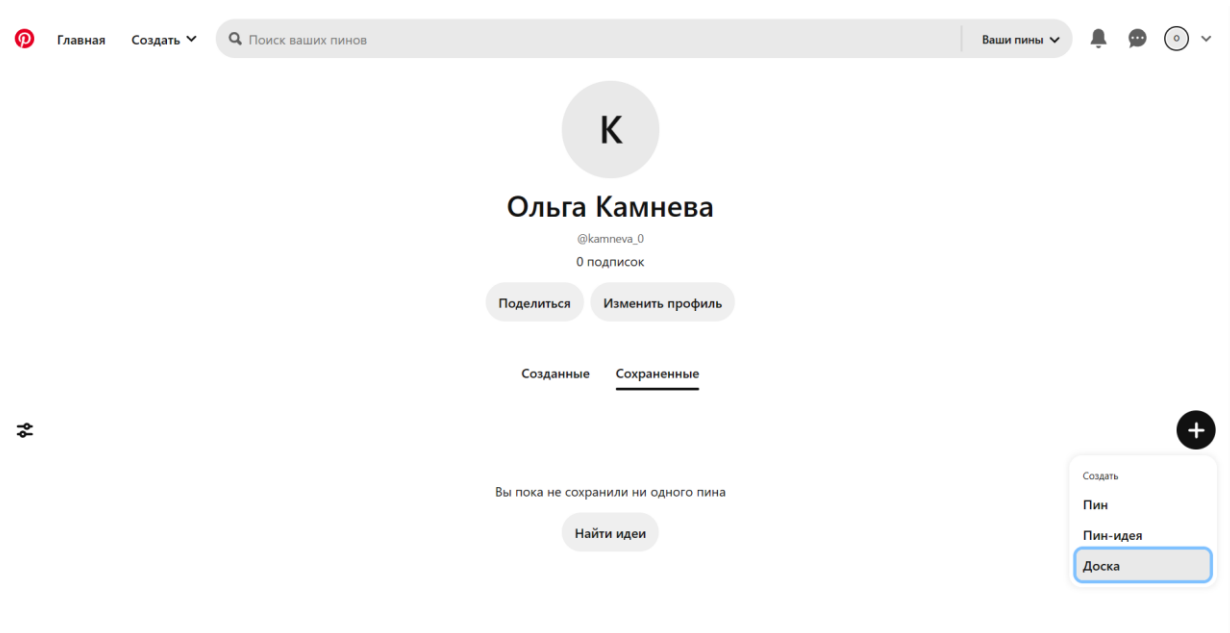 Главная Создать Поиск ваших пинов Ваши пины
К
Ольга Камнева
@kamneva_0
0 подписок
Поделиться Изменить профиль
Созданные Сохраненные
Создать
Вы пока не сохранили ни одного пина
Пин
Найти идеи
Пин-идея
Доска